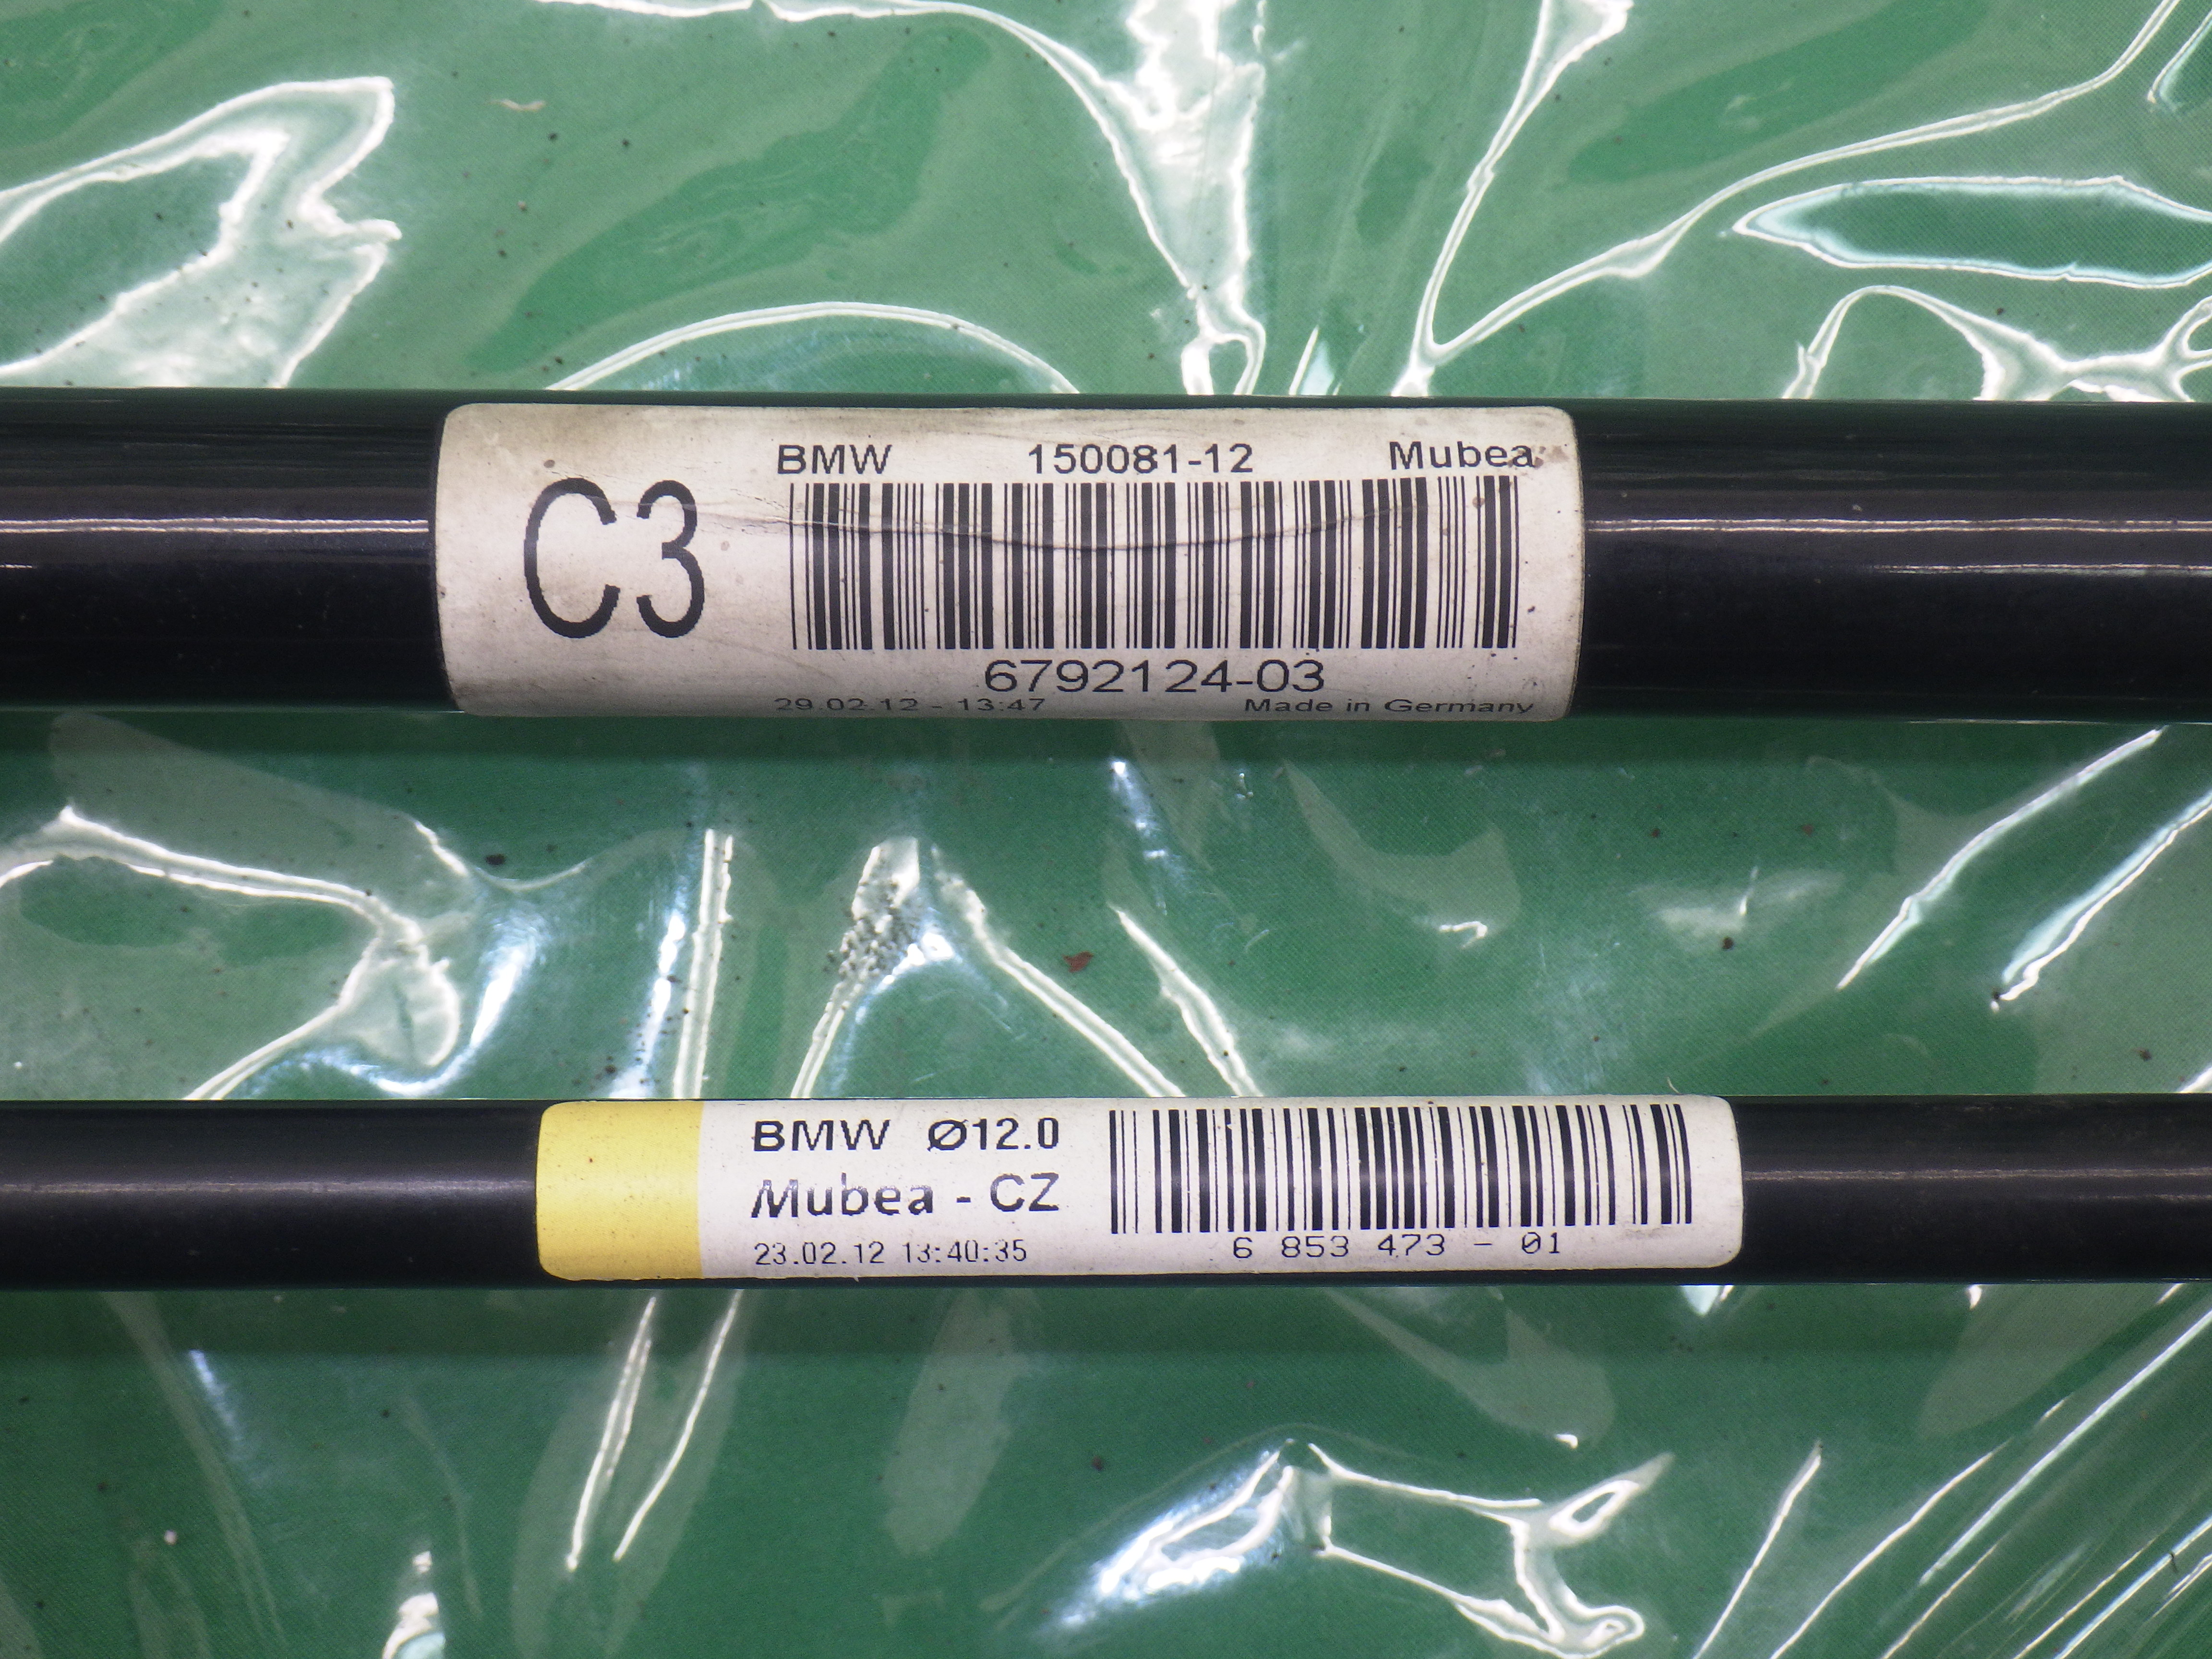 BMW 150081-12 Mubea
C3
6792124-03
29.02.12 - 13:47 Made in Germany
BMW Ø12.0
Mubea - CZ
23.02.12 13:40:35
6 853 473 - 01